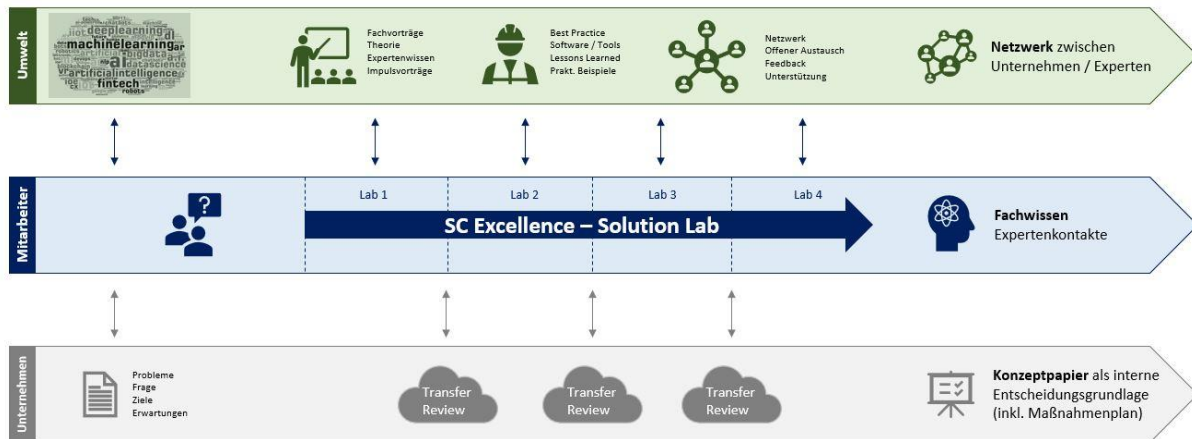 Umwelt
deeplearning
machinelearning
ai
datascience
artificialintelligence
fintech
robots
Fachvorträge
Theorie
Expertenwissen
Impulsvorträge
Best Practice
Software / Tools
Lessons Learned
Prakt. Beispiele
Netzwerk
Offener Austausch
Feedback
Unterstützung
Netzwerk zwischen
Unternehmen / Experten
Mitarbeiter
?
Lab 1
Lab 2
Lab 3
Lab 4
SC Excellence – Solution Lab
Fachwissen
Expertenkontakte
Unternehmen
Probleme
Frage
Ziele
Erwartungen
Transfer
Review
Transfer
Review
Transfer
Review
Konzeptpapier als interne
Entscheidungsgrundlage
(inkl. Maßnahmenplan)